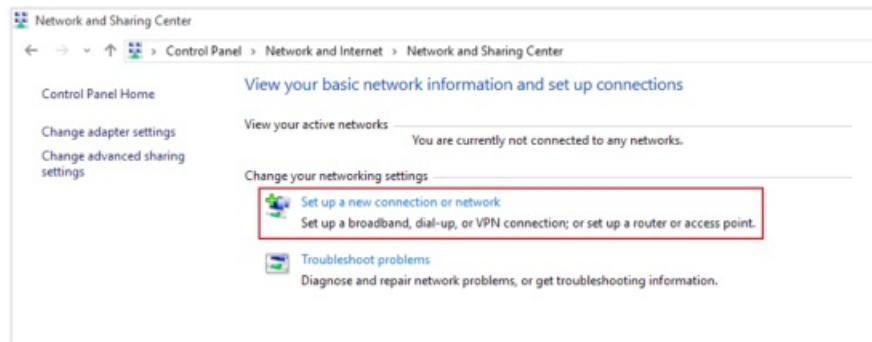 Network and Sharing Center
Control Panel > Network and Internet > Network and Sharing Center
Control Panel Home
Change adapter settings
Change advanced sharing
settings
View your basic network information and set up connections
View your active networks
You are currently not connected to any networks.
Change your networking settings
Set up a new connection or network
Set up a broadband, dial-up, or VPN connection; or set up a router or access point.
Troubleshoot problems
Diagnose and repair network problems, or get troubleshooting information.